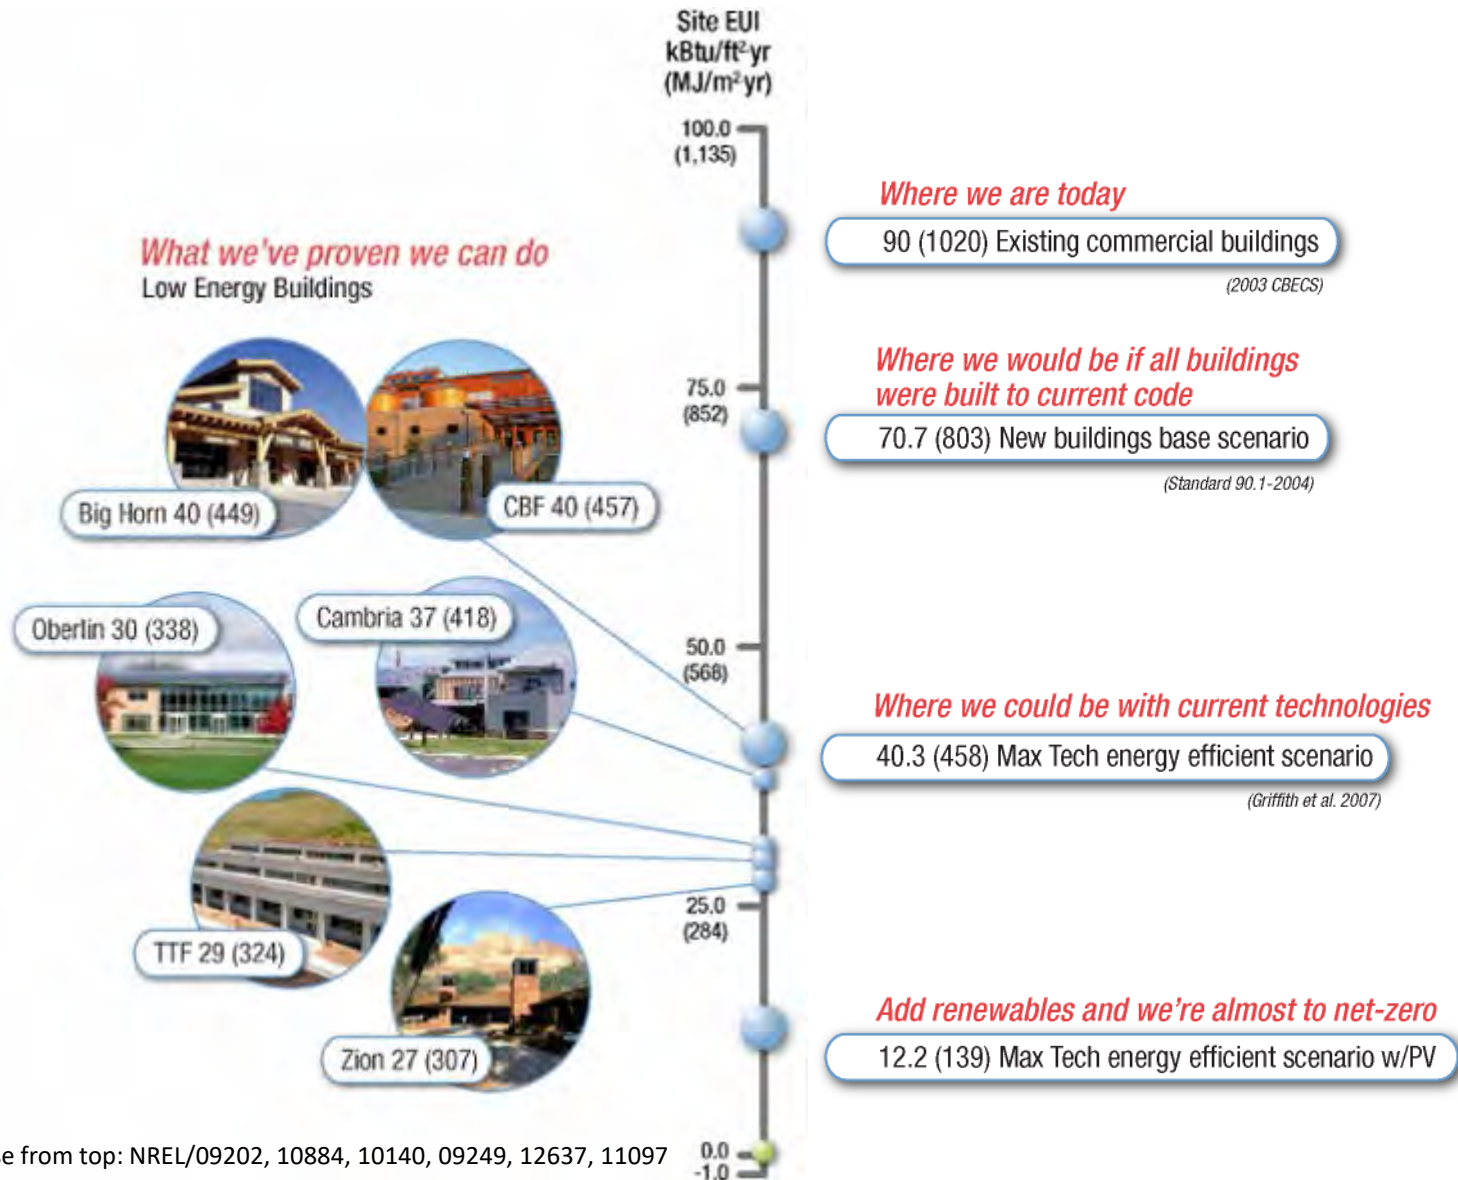 Site EUI
kBtu/ft²·yr
(MJ/m²·yr)
100.0
(1,135)
Where we are today
90 (1020) Existing commercial buildings
(2003 CBECS)
What we've proven we can do
Low Energy Buildings
Where we would be if all buildings
were built to current code
75.0
(852)
70.7 (803) New buildings base scenario
(Standard 90.1-2004)
Big Horn 40 (449)
CBF 40 (457)
Oberlin 30 (338)
Cambria 37 (418)
50.0
(568)
Where we could be with current technologies
40.3 (458) Max Tech energy efficient scenario
(Griffith et al. 2007)
25.0
(284)
TTF 29 (324)
Zion 27 (307)
Add renewables and we're almost to net-zero
12.2 (139) Max Tech energy efficient scenario w/PV
0.0
-1.0
se from top: NREL/09202, 10884, 10140, 09249, 12637, 11097